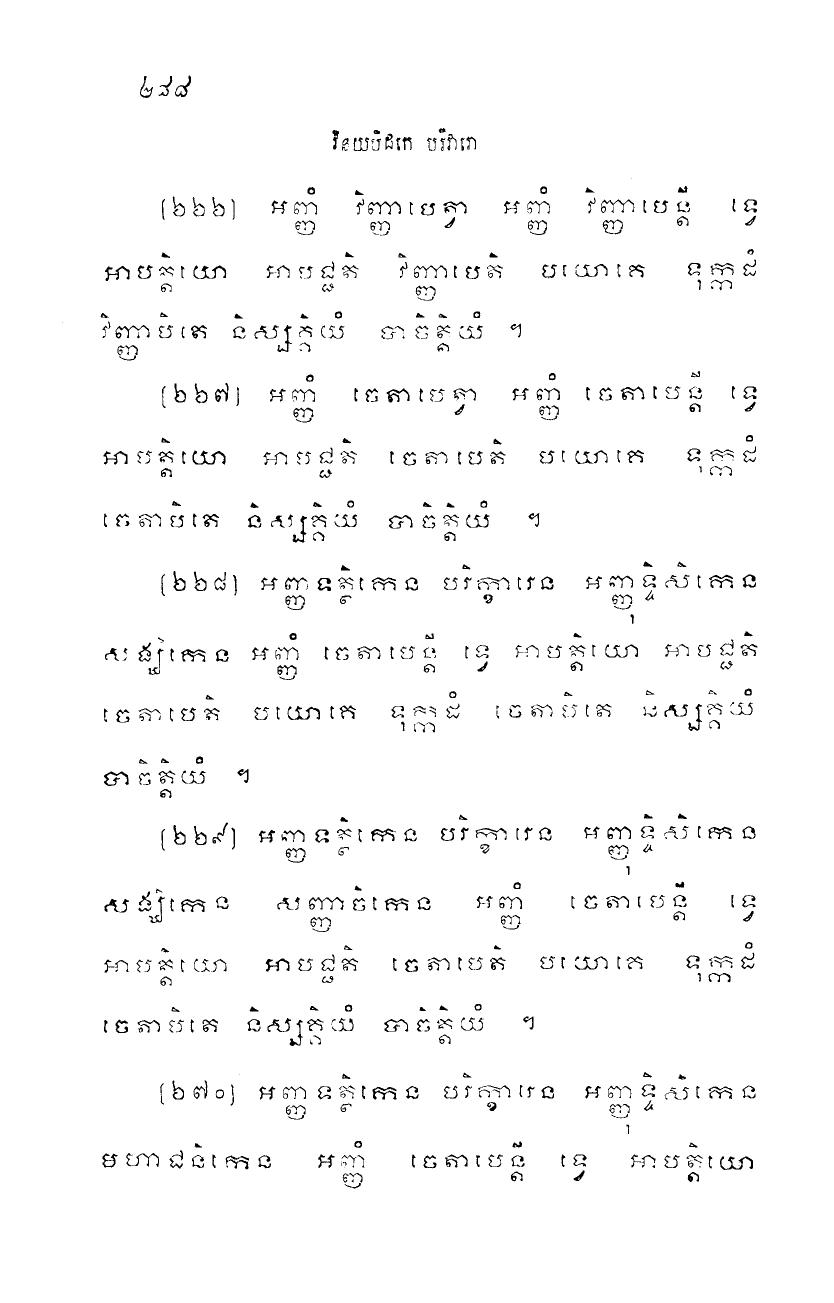 ២៤៨
វិនយបិដកេ បរិវារោ
[២៦៦] អញ្ញំ វិញ្ញាបេត្វា អញ្ញំ វិញ្ញាបេន្តី ទ្វេ
អាបត្តិយោ អាបជ្ជតិ វិញ្ញាបេតិ បយោគេ ទុក្កដំ
វិញ្ញាបិតេ និស្សគ្គិយំ បាចិត្តិយំ ។
[២៦៧] អញ្ញំ ចេតាបេត្វា អញ្ញំ ចេតាបេន្តី ទ្វេ
អាបត្តិយោ អាបជ្ជតិ ចេតាបេតិ បយោគេ ទុក្កដំ
ចេតាបិតេ និស្សគ្គិយំ បាចិត្តិយំ ។
[២៦៨] អញ្ញទត្ថិកេន បរិក្ខារេន អញ្ញុទ្ទិសិកេន
សង្ឃិកេន អញ្ញំ ចេតាបេន្តី ទ្វេ អាបត្តិយោ អាបជ្ជតិ
ចេតាបេតិ បយោគេ ទុក្កដំ ចេតាបិតេ និស្សគ្គិយំ
បាចិត្តិយំ ។
[២៦៩] អញ្ញទត្ថិកេន បរិក្ខារេន អញ្ញុទ្ទិសិកេន
សង្ឃិកេន សញ្ញាចិកេន អញ្ញំ ចេតាបេន្តី ទ្វេ
អាបត្តិយោ អាបជ្ជតិ ចេតាបេតិ បយោគេ ទុក្កដំ
ចេតាបិតេ និស្សគ្គិយំ បាចិត្តិយំ ។
[២៧០] អញ្ញទត្ថិកេន បរិក្ខារេន អញ្ញុទ្ទិសិកេន
មហាជនិកេន អញ្ញំ ចេតាបេន្តី ទ្វេ អាបត្តិយោ